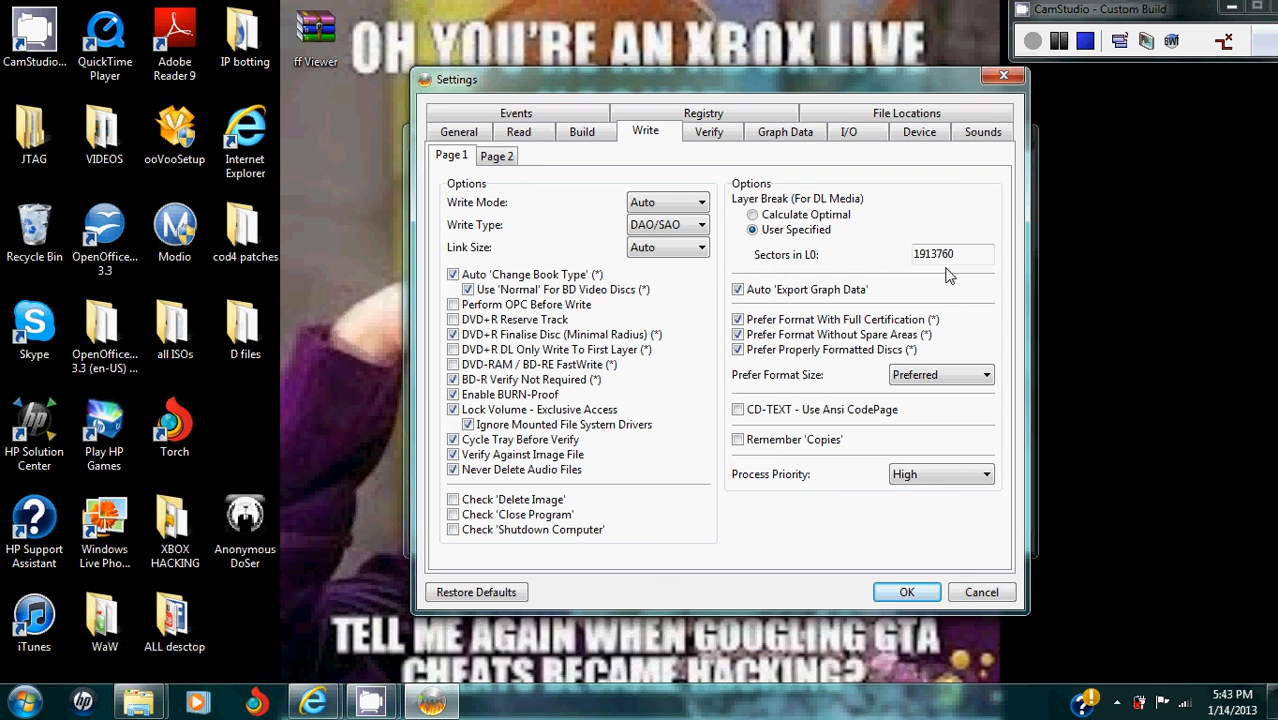 CamStudio...
QuickTime Player
Adobe Reader 9
IP botting
ff Viewer
JTAG
VIDEOS
ooVooSetup
Internet Explorer
Recycle Bin
OpenOffice... 3.3
Modio
cod4 patches
Skype
OpenOffice... 3.3 (en-US) ...
all ISOs
D files
HP Solution Center
Play HP Games
Torch
HP Support Assistant
Windows Live Pho...
XBOX HACKING
Anonymous DoSer
iTunes
WaW
ALL desctop
OH YOU'RE AN XBOX LIVE
TELL ME AGAIN WHEN GOOGLING GTA
CHEATS BECAME HACKING?
CamStudio - Custom Build
SWF
Settings
Events
Registry
File Locations
General
Read
Build
Write
Verify
Graph Data
I/O
Device
Sounds
Page 1
Page 2
Options
Write Mode: Auto
Write Type: DAO/SAO
Link Size: Auto
Auto 'Change Book Type' (*)
Use 'Normal' For BD Video Discs (*)
Perform OPC Before Write
DVD+R Reserve Track
DVD+R Finalise Disc (Minimal Radius) (*)
DVD+R DL Only Write To First Layer (*)
DVD-RAM / BD-RE FastWrite (*)
BD-R Verify Not Required (*)
Enable BURN-Proof
Lock Volume - Exclusive Access
Ignore Mounted File System Drivers
Cycle Tray Before Verify
Verify Against Image File
Never Delete Audio Files
Check 'Delete Image'
Check 'Close Program'
Check 'Shutdown Computer'
Options
Layer Break (For DL Media)
Calculate Optimal
User Specified
Sectors in L0: 1913760
Auto 'Export Graph Data'
Prefer Format With Full Certification (*)
Prefer Format Without Spare Areas (*)
Prefer Properly Formatted Discs (*)
Prefer Format Size: Preferred
CD-TEXT - Use Ansi CodePage
Remember 'Copies'
Process Priority: High
Restore Defaults
OK
Cancel
5:43 PM
1/14/2013